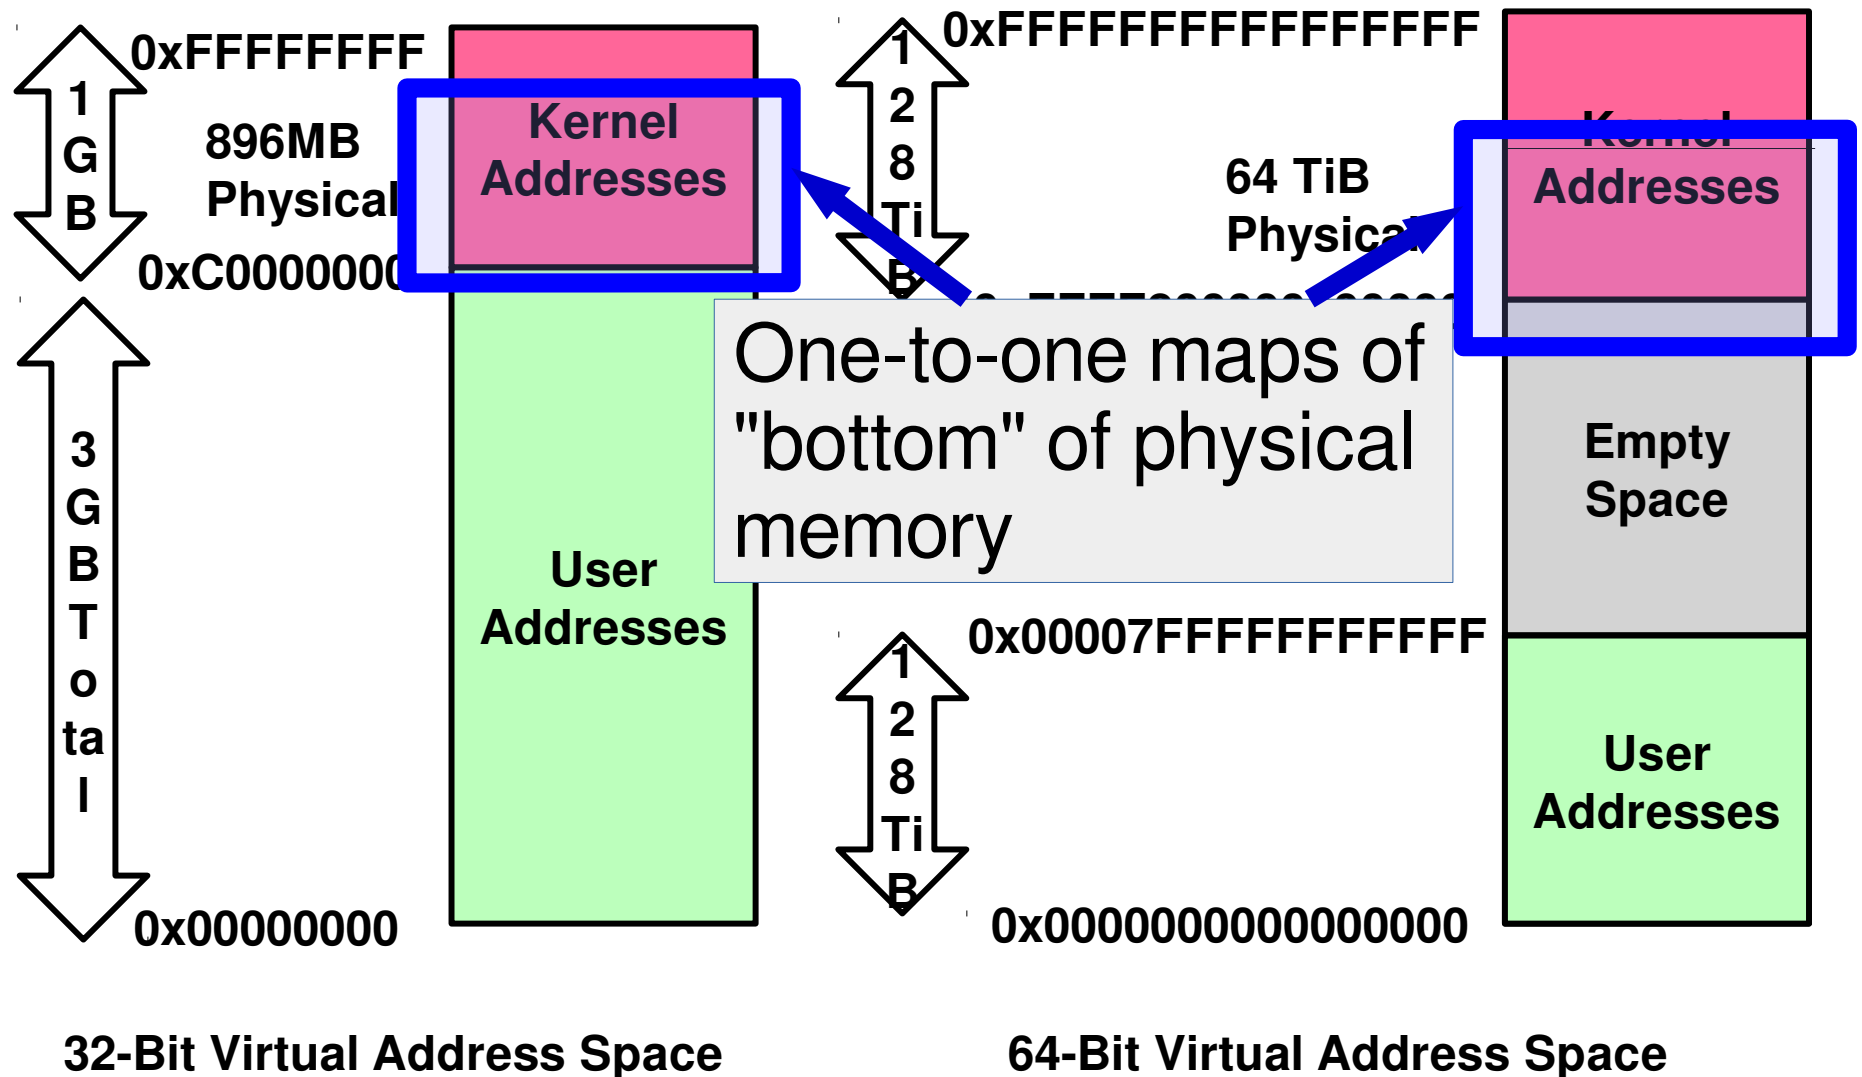 0xFFFFFFFF
1
G
B
896MB
Physical
Kernel
Addresses
0xC0000000
3
G
B
T
o
ta
l
User
Addresses
0x00000000
32-Bit Virtual Address Space
0xFFFFFFFFFFFFFFFF
1
2
8
Ti
B
64 TiB
Physical
Kernel
Addresses
One-to-one maps of
"bottom" of physical
memory
Empty
Space
0x00007FFFFFFFFFFF
1
2
8
Ti
B
User
Addresses
0x0000000000000000
64-Bit Virtual Address Space